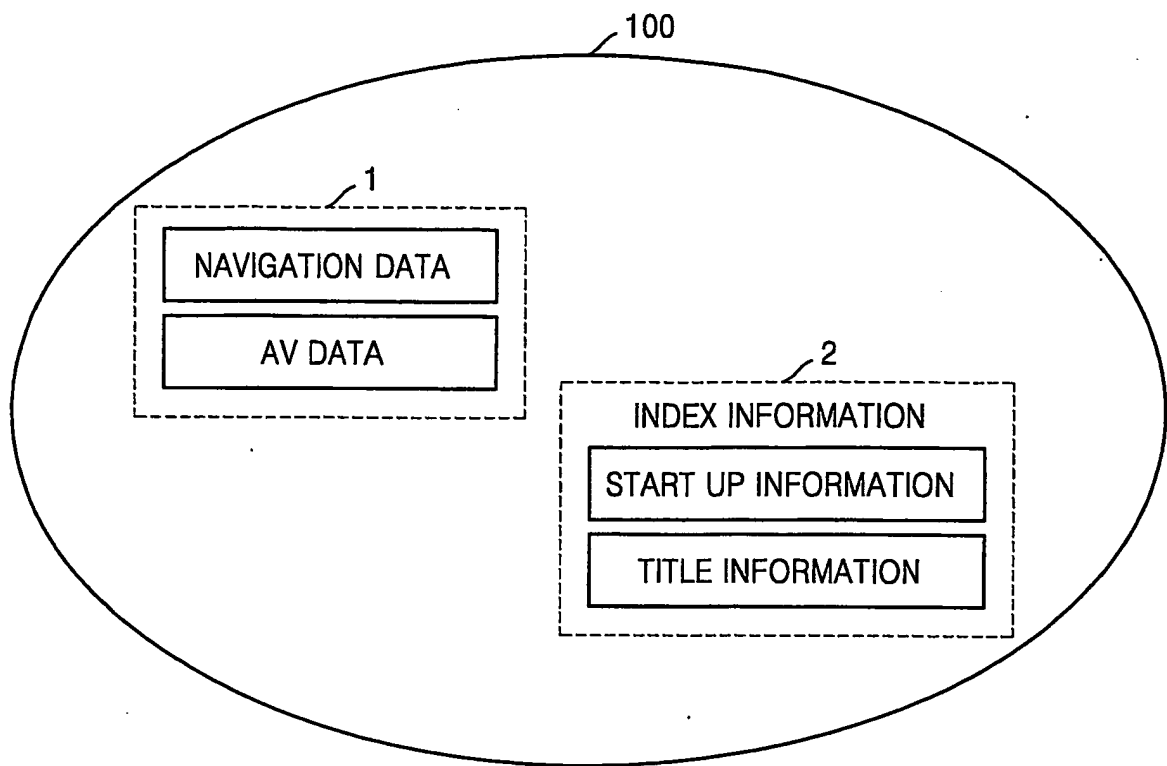 100
1
NAVIGATION DATA
AV DATA
2
INDEX INFORMATION
START UP INFORMATION
TITLE INFORMATION